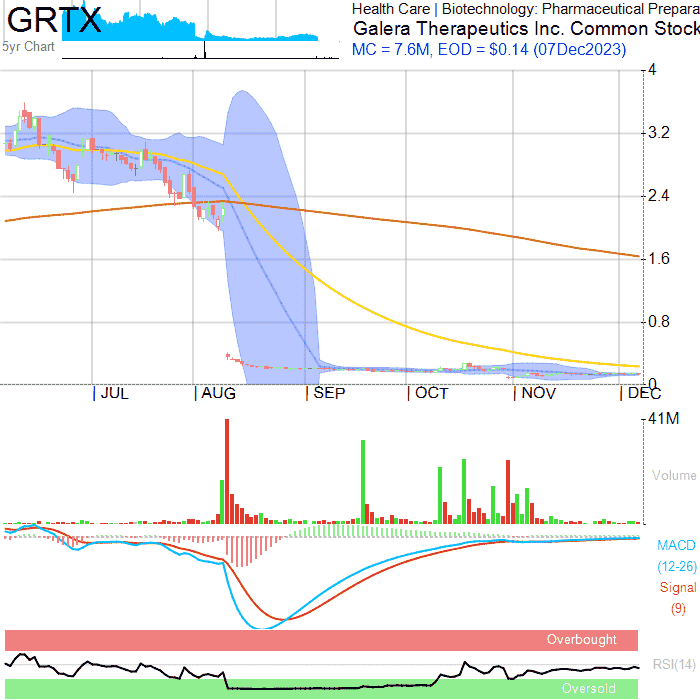 GRTX
5yr Chart
Health Care | Biotechnology: Pharmaceutical Prepara
Galera Therapeutics Inc. Common Stock
MC = 7.6M, EOD = $0.14 (07Dec2023)
4
3.2
2.4
1.6
0.8
0
JUL AUG SEP OCT NOV DEC
41M
Volume
MACD
(12-26)
Signal
(9)
Overbought
RSI(14)
Oversold